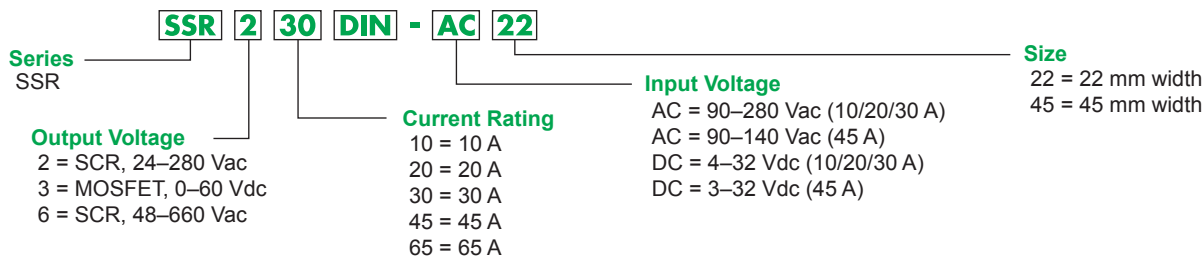 SSR 2 30 DIN - AC 22
Series
SSR
Output Voltage
2 = SCR, 24–280 Vac
3 = MOSFET, 0–60 Vdc
6 = SCR, 48–660 Vac
Current Rating
10 = 10 A
20 = 20 A
30 = 30 A
45 = 45 A
65 = 65 A
Input Voltage
AC = 90–280 Vac (10/20/30 A)
AC = 90–140 Vac (45 A)
DC = 4–32 Vdc (10/20/30 A)
DC = 3–32 Vdc (45 A)
Size
22 = 22 mm width
45 = 45 mm width